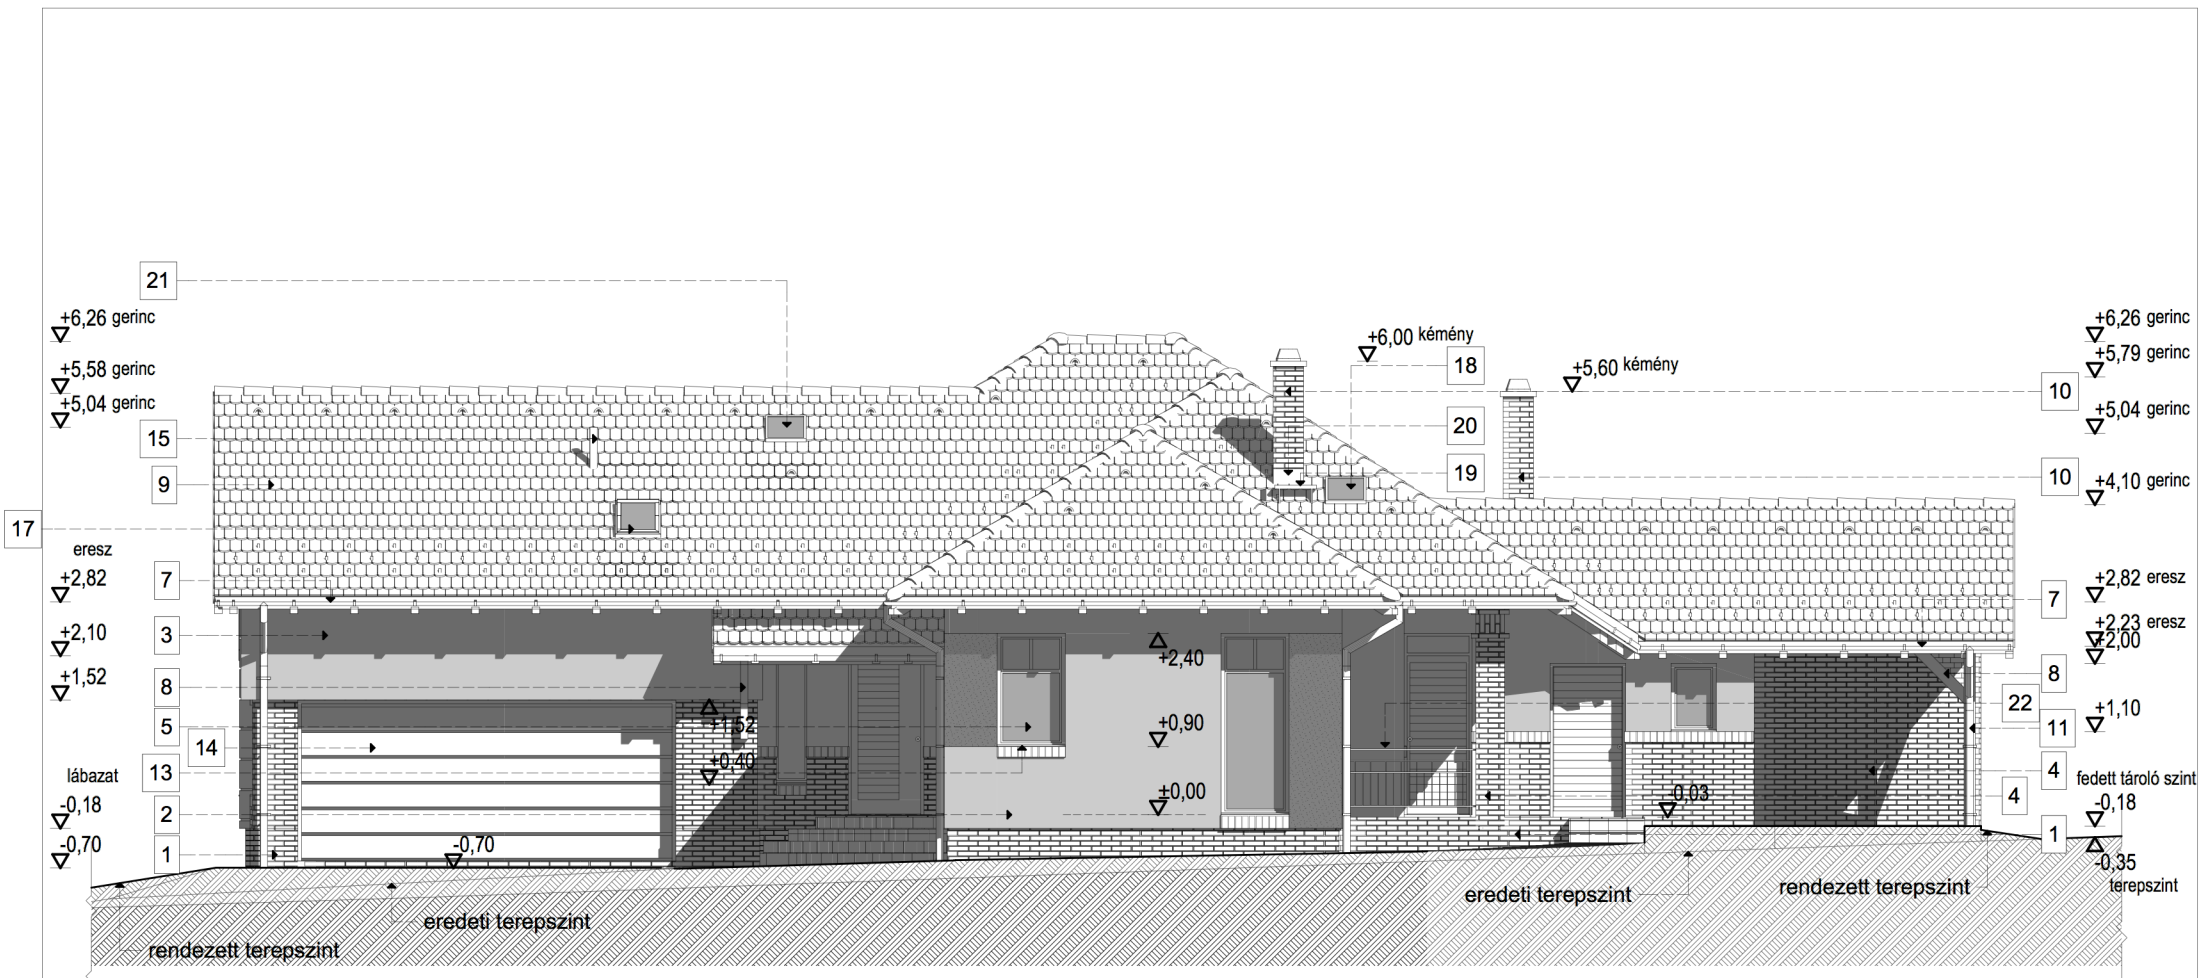 21
+6,26 gerinc
+6,26 gerinc
+6,00 kémény
18
+5,79 gerinc
+5,58 gerinc
+5,60 kémény
10
+5,04 gerinc
+5,04 gerinc
15
20
9
19
10
+4,10 gerinc
17
eresz
+2,82
7
+2,82 eresz
7
+2,10
3
+2,23 eresz
+2,00
+2,40
+1,52
8
8
5
+1,52
+0,90
22
+1,10
11
14
13
+0,40
4
lábazat
fedett tároló szint
-0,18
2
±0,00
-0,03
4
-0,18
-0,70
1
-0,70
1
-0,35
terepszint
eredeti terepszint
rendezett terepszint
eredeti terepszint
rendezett terepszint